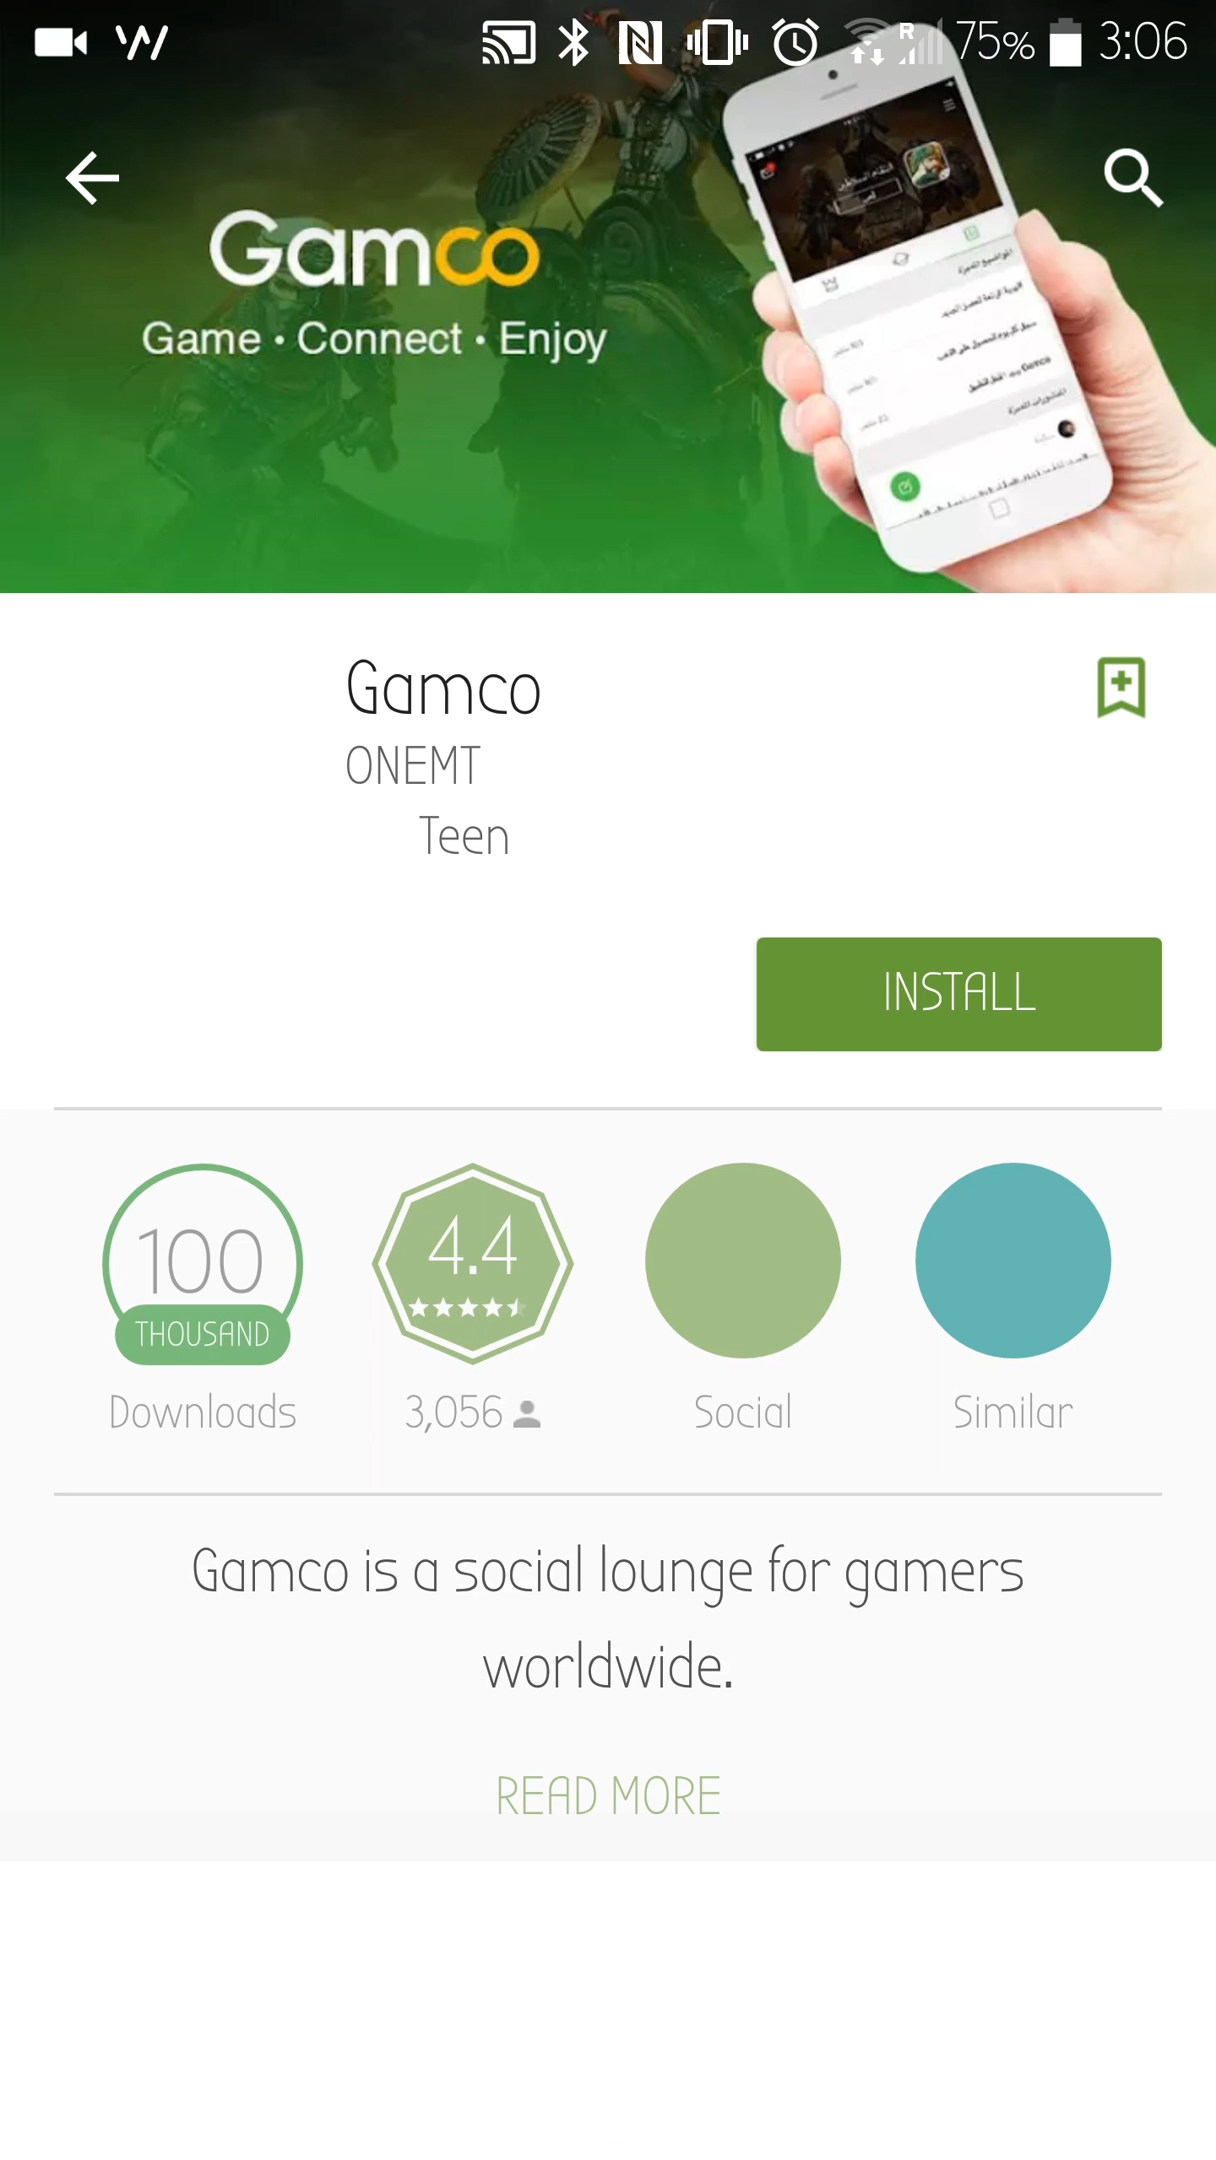 75% 3:06
Gamco
Game • Connect • Enjoy
Gamco
ONEMT
Teen
INSTALL
100
THOUSAND
Downloads
4.4
3,056
Social
Similar
Gamco is a social lounge for gamers
worldwide.
READ MORE